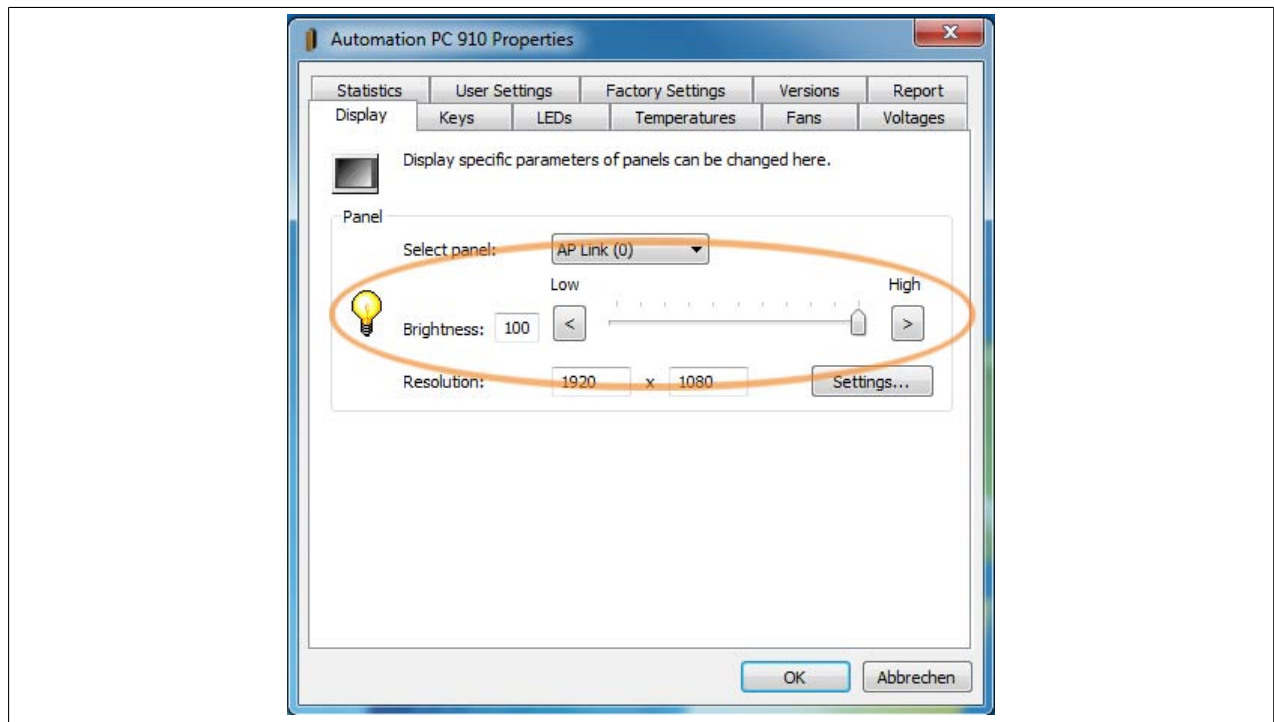 Automation PC 910 Properties
Statistics User Settings Factory Settings Versions Report
Display Keys LEDs Temperatures Fans Voltages
Display specific parameters of panels can be changed here.
Panel
Select panel: AP Link (0)
Low High
Brightness: 100 < >
Resolution: 1920 x 1080 Settings...
OK Abbrechen